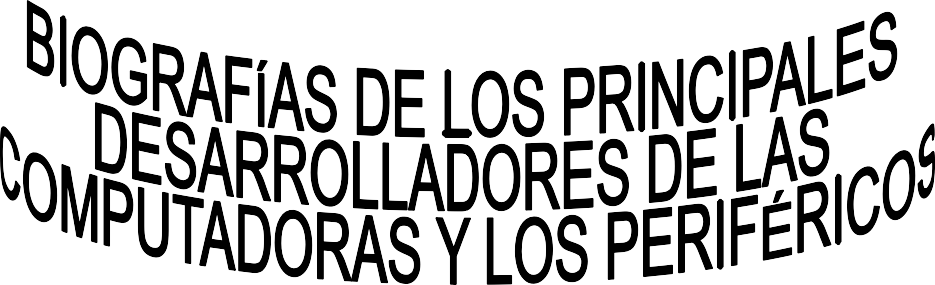 BIOGRAFÍAS DE LOS PRINCIPALES
DESARROLLADORES DE LAS
COMPUTADORAS Y LOS PERIFÉRICOS